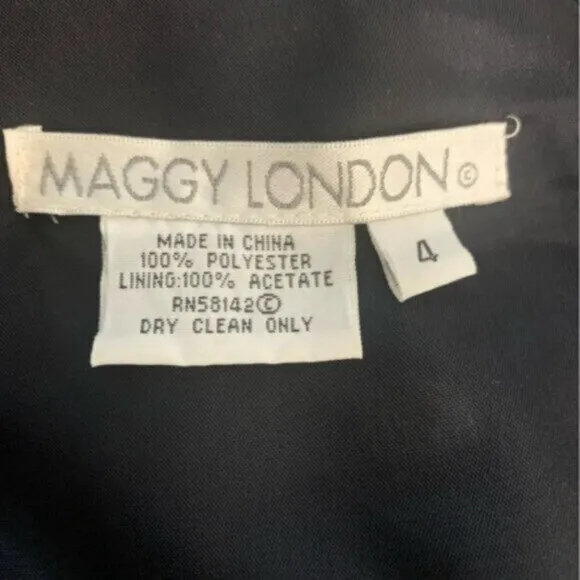 MAGGY LONDON ©
MADE IN CHINA
100% POLYESTER
LINING:100% ACETATE
RN58142©
DRY CLEAN ONLY
4